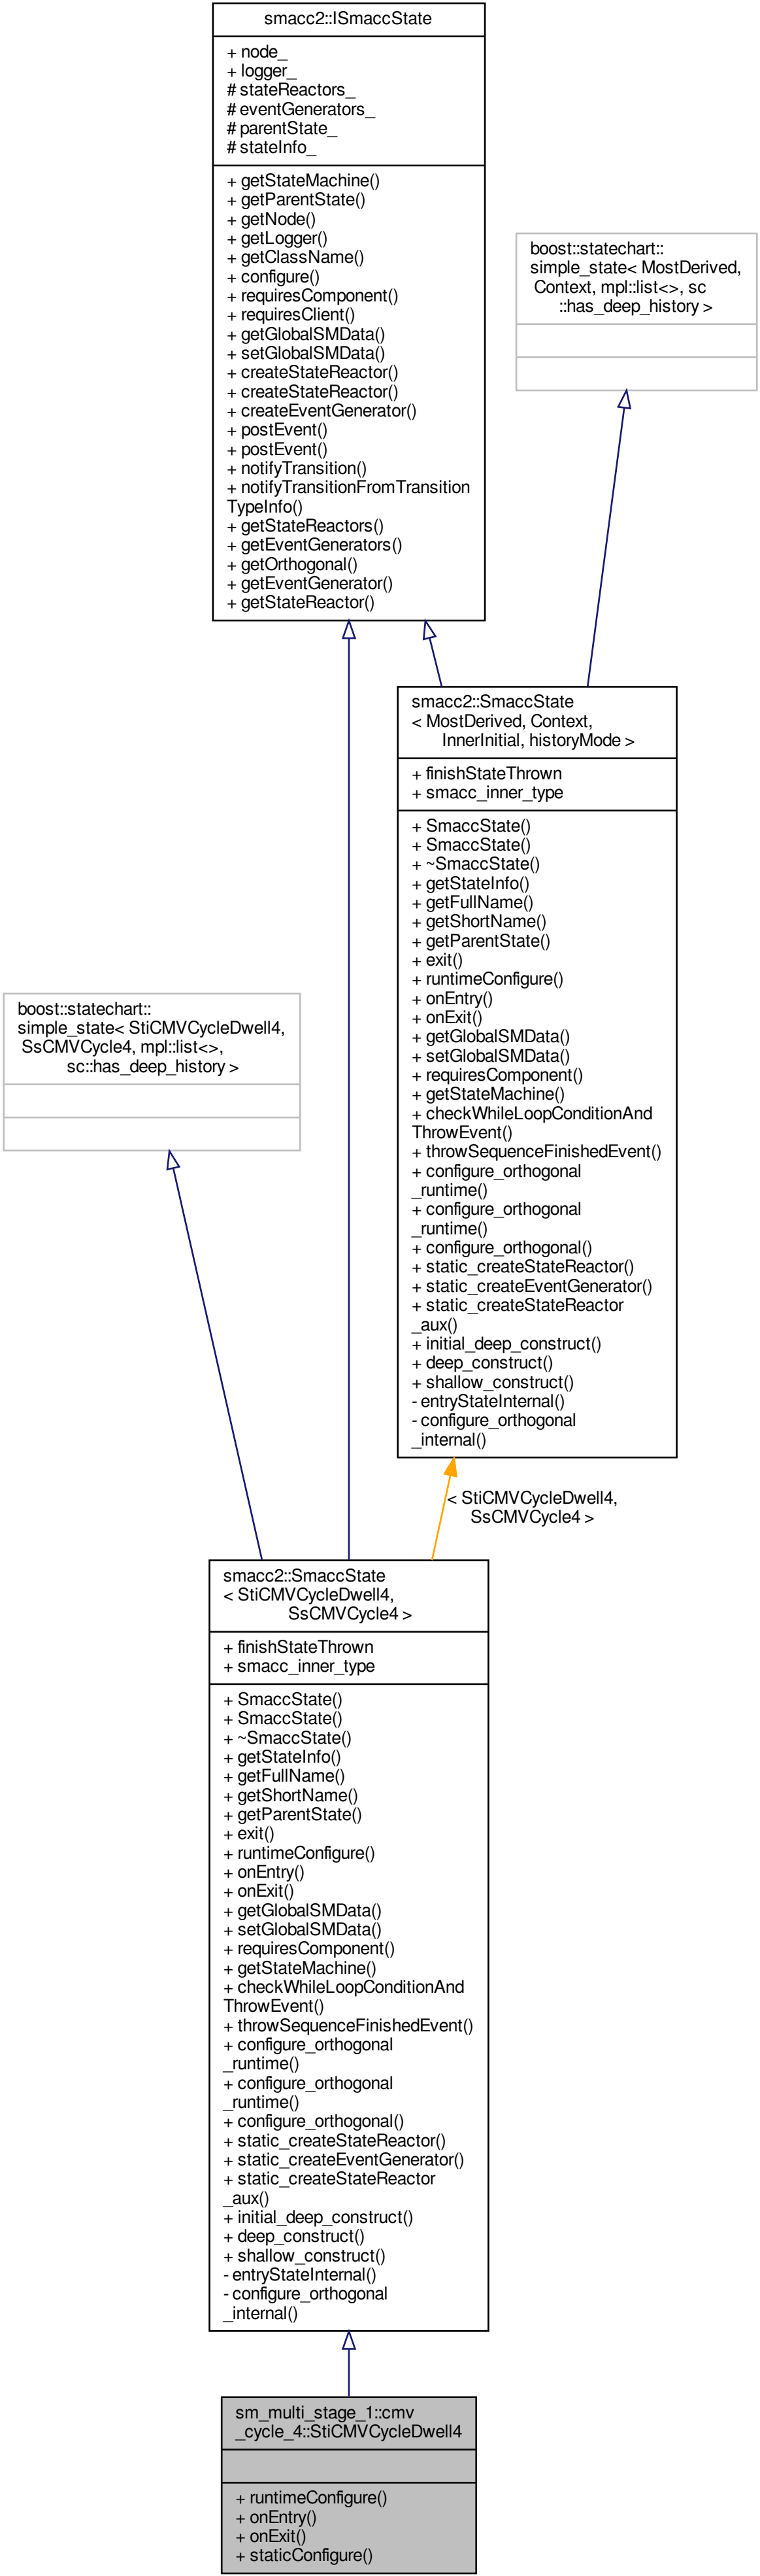 smacc2::ISmaccState
+ node_
+ logger_
# stateReactors_
# eventGenerators_
# parentState_
# stateInfo_
+ getStateMachine()
+ getParentState()
+ getNode()
+ getLogger()
+ getClassName()
+ configure()
+ requiresComponent()
+ requiresClient()
+ getGlobalSMData()
+ setGlobalSMData()
+ createStateReactor()
+ createStateReactor()
+ createEventGenerator()
+ postEvent()
+ postEvent()
+ notifyTransition()
+ notifyTransitionFromTransition
TypeInfo()
+ getStateReactors()
+ getEventGenerators()
+ getOrthogonal()
+ getEventGenerator()
+ getStateReactor()
boost::statechart::
simple_state< MostDerived,
Context, mpl::list<>, sc
::has_deep_history >
smacc2::SmaccState
< MostDerived, Context,
InnerInitial, historyMode >
+ finishStateThrown
+ smacc_inner_type
+ SmaccState()
+ SmaccState()
+ ~SmaccState()
+ getStateInfo()
+ getFullName()
+ getShortName()
+ getParentState()
+ exit()
+ runtimeConfigure()
+ onEntry()
+ onExit()
+ getGlobalSMData()
+ setGlobalSMData()
+ requiresComponent()
+ getStateMachine()
+ checkWhileLoopConditionAnd
ThrowEvent()
+ throwSequenceFinishedEvent()
+ configure_orthogonal
_runtime()
+ configure_orthogonal
_runtime()
+ configure_orthogonal()
+ static_createStateReactor()
+ static_createEventGenerator()
+ static_createStateReactor
_aux()
+ initial_deep_construct()
+ deep_construct()
+ shallow_construct()
- entryStateInternal()
- configure_orthogonal
_internal()
boost::statechart::
simple_state< StiCMVCycleDwell4,
SsCMVCycle4, mpl::list<>,
sc::has_deep_history >
< StiCMVCycleDwell4,
SsCMVCycle4 >
smacc2::SmaccState
< StiCMVCycleDwell4,
SsCMVCycle4 >
+ finishStateThrown
+ smacc_inner_type
+ SmaccState()
+ SmaccState()
+ ~SmaccState()
+ getStateInfo()
+ getFullName()
+ getShortName()
+ getParentState()
+ exit()
+ runtimeConfigure()
+ onEntry()
+ onExit()
+ getGlobalSMData()
+ setGlobalSMData()
+ requiresComponent()
+ getStateMachine()
+ checkWhileLoopConditionAnd
ThrowEvent()
+ throwSequenceFinishedEvent()
+ configure_orthogonal
_runtime()
+ configure_orthogonal
_runtime()
+ configure_orthogonal()
+ static_createStateReactor()
+ static_createEventGenerator()
+ static_createStateReactor
_aux()
+ initial_deep_construct()
+ deep_construct()
+ shallow_construct()
- entryStateInternal()
- configure_orthogonal
_internal()
sm_multi_stage_1::cmv
_cycle_4::StiCMVCycleDwell4
+ runtimeConfigure()
+ onEntry()
+ onExit()
+ staticConfigure()